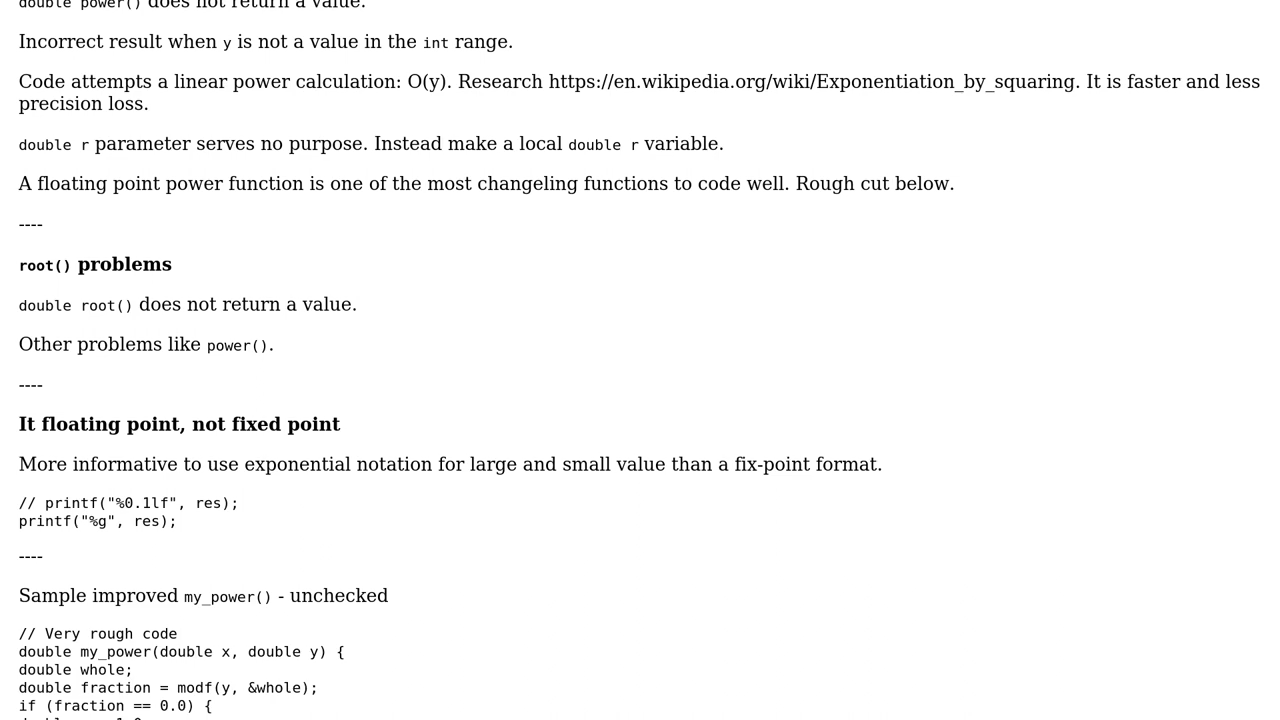 double power() does not return a value.
Incorrect result when y is not a value in the int range.
Code attempts a linear power calculation: O(y). Research https://en.wikipedia.org/wiki/Exponentiation_by_squaring. It is faster and less
precision loss.
double r parameter serves no purpose. Instead make a local double r variable.
A floating point power function is one of the most changeling functions to code well. Rough cut below.
----
root() problems
double root() does not return a value.
Other problems like power().
----
It floating point, not fixed point
More informative to use exponential notation for large and small value than a fix-point format.
// printf("%0.1lf", res);
printf("%g", res);
----
Sample improved my_power() - unchecked
// Very rough code
double my_power(double x, double y) {
double whole;
double fraction = modf(y, &whole);
if (fraction == 0.0) {